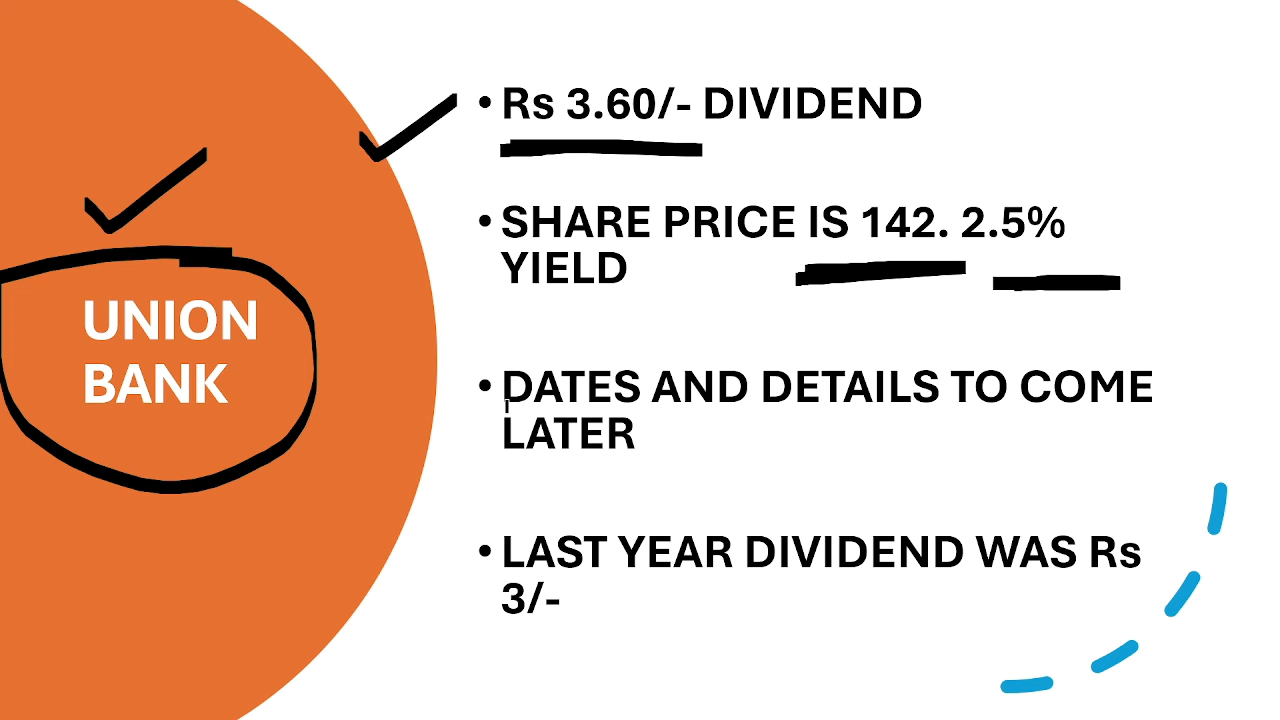 UNION
BANK
• Rs 3.60/- DIVIDEND
• SHARE PRICE IS 142. 2.5%
YIELD
• DATES AND DETAILS TO COME
LATER
• LAST YEAR DIVIDEND WAS Rs
3/-